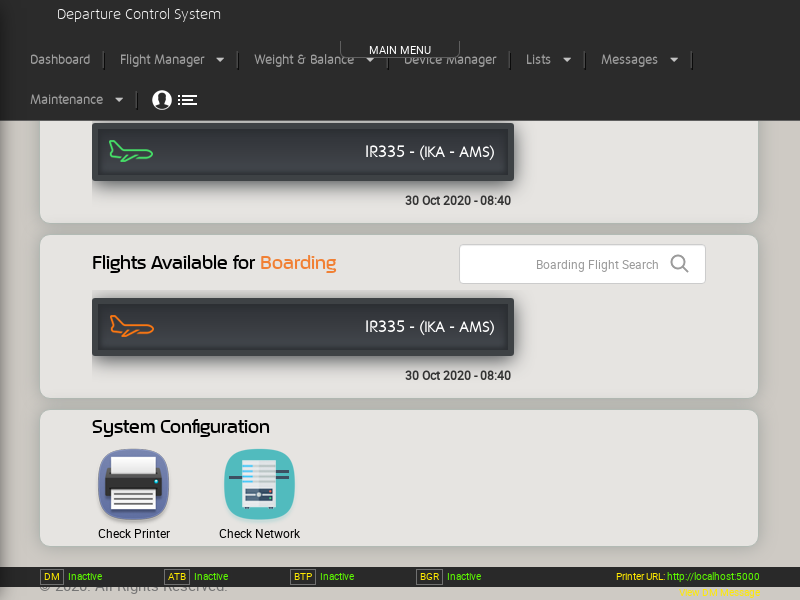 Departure Control System
MAIN MENU
Dashboard Flight Manager Weight & Balance Device Manager Lists Messages
Maintenance
IR335 - (IKA - AMS)
30 Oct 2020 - 08:40
Flights Available for Boarding
Boarding Flight Search
IR335 - (IKA - AMS)
30 Oct 2020 - 08:40
System Configuration
Check Printer Check Network
DM Inactive ATB Inactive BTP Inactive BGR Inactive Printer URL: http://localhost:5000
© 2020. All Rights Reserved.